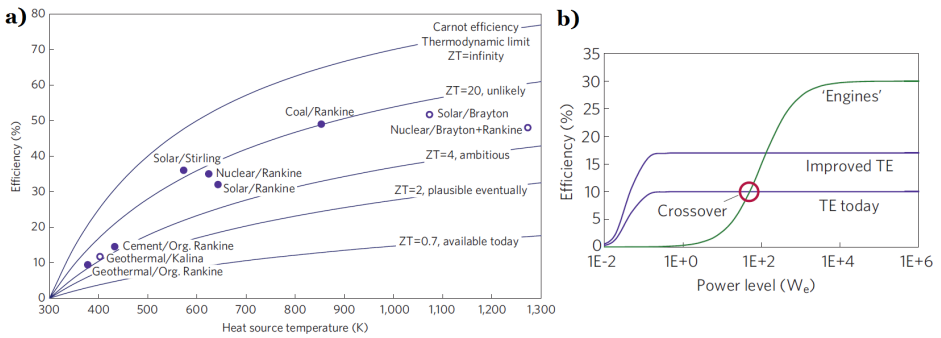 a)
80
70
60
50
40
30
20
10
0
Efficiency (%)
300
400
500
600
700
800
900
1,000
1,100
1,200
1,300
Heat source temperature (K)
Carnot efficiency
Thermodynamic limit
ZT=infinity
ZT=20, unlikely
Coal/Rankine
Solar/Brayton
Nuclear/Brayton+Rankine
Solar/Stirling
ZT=4, ambitious
Nuclear/Rankine
Solar/Rankine
ZT=2, plausible eventually
Cement/Org. Rankine
Geothermal/Kalina
ZT=0.7, available today
Geothermal/Org. Rankine
b)
35
30
25
20
15
10
5
0
Efficiency (%)
1E-2
1E+0
1E+2
1E+4
1E+6
Power level (We)
'Engines'
Improved TE
Crossover
TE today